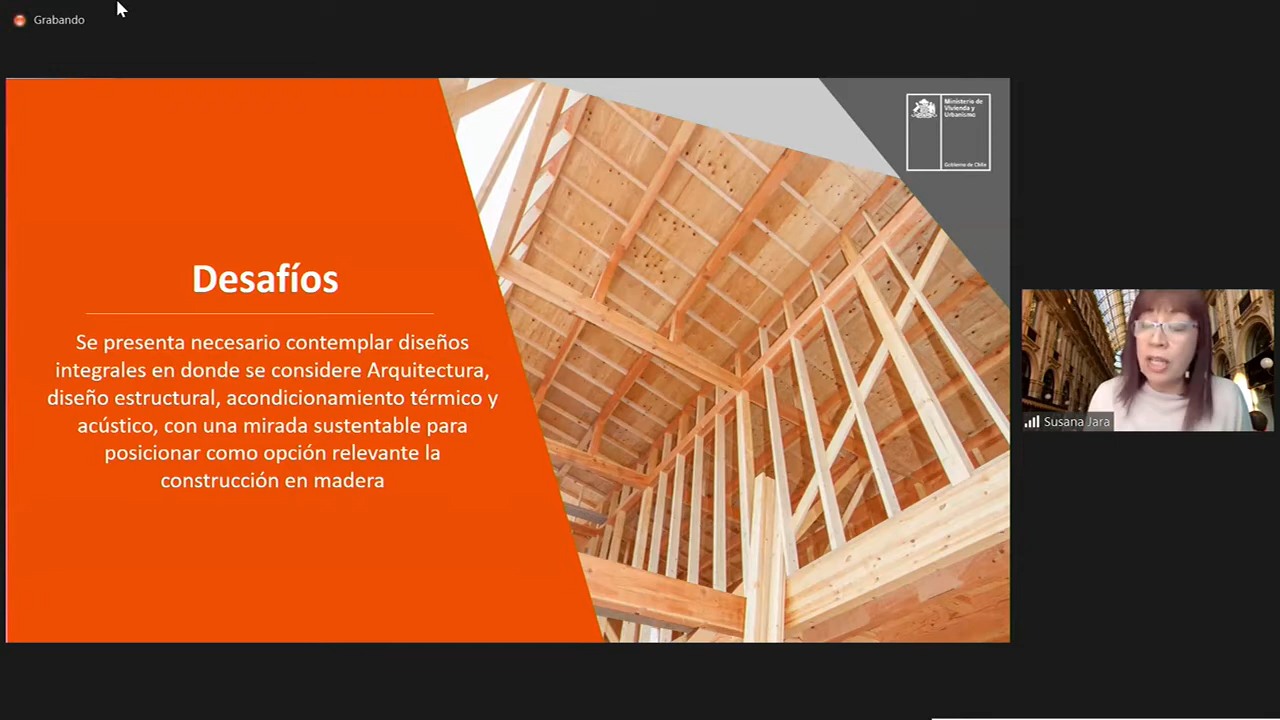 Grabando
Ministerio de
Vivienda y
Urbanismo
Gobierno de Chile
Desafíos
Se presenta necesario contemplar diseños
integrales en donde se considere Arquitectura,
diseño estructural, acondicionamiento térmico y
acústico, con una mirada sustentable para
posicionar como opción relevante la
construcción en madera
Susana Jara